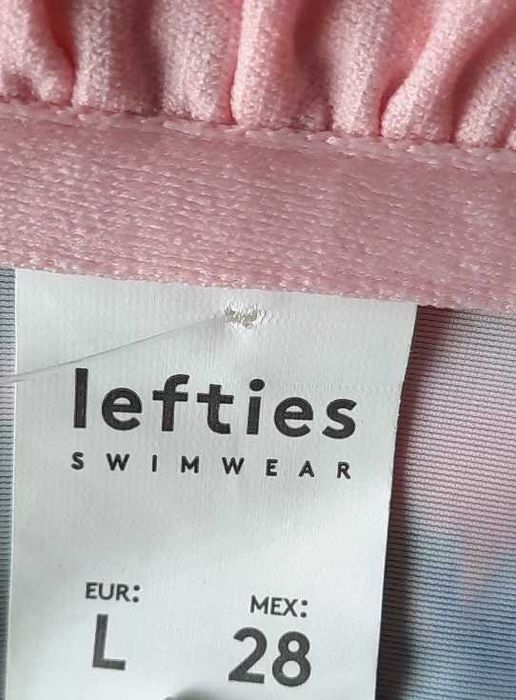 lefties
SWIMWEAR
EUR: MEX:
L 28